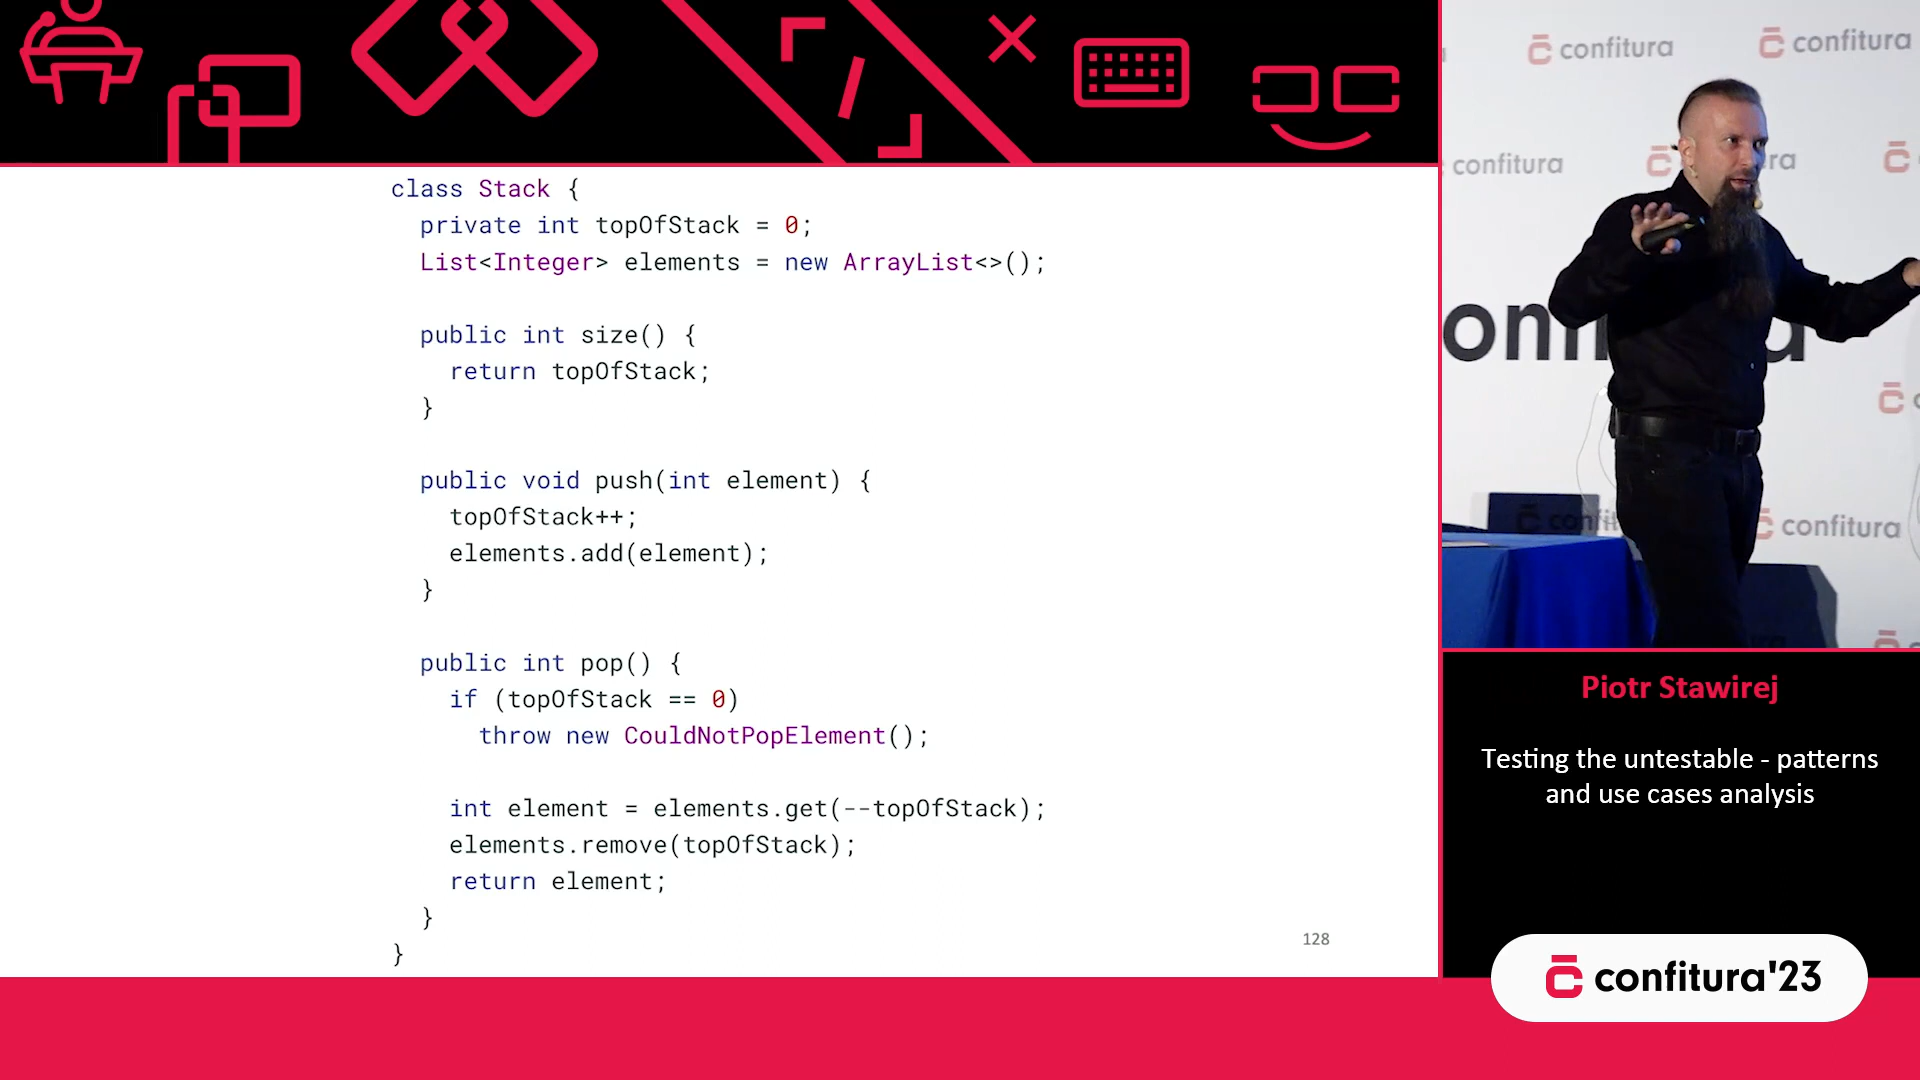 class Stack {
private int topOfStack = 0;
List<Integer> elements = new ArrayList<>();
public int size() {
return topOfStack;
}
public void push(int element) {
topOfStack++;
elements.add(element);
}
public int pop() {
if (topOfStack == 0)
throw new CouldNotPopElement();
int element = elements.get(--topOfStack);
elements.remove(topOfStack);
return element;
}
}
128
confitura
confitura
confitura
confitura
Piotr Stawirej
Testing the untestable - patterns
and use cases analysis
confitura'23